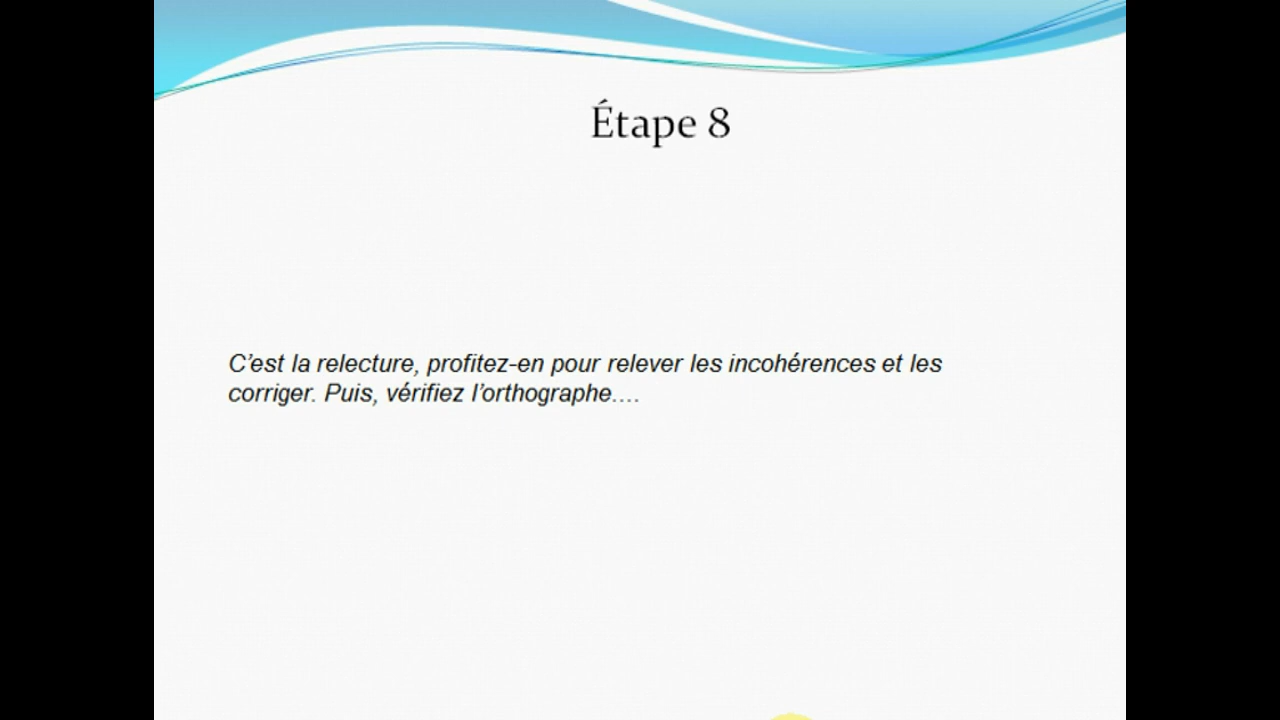 Étape 8
C’est la relecture, profitez-en pour relever les incohérences et les
corriger. Puis, vérifiez l’orthographe....